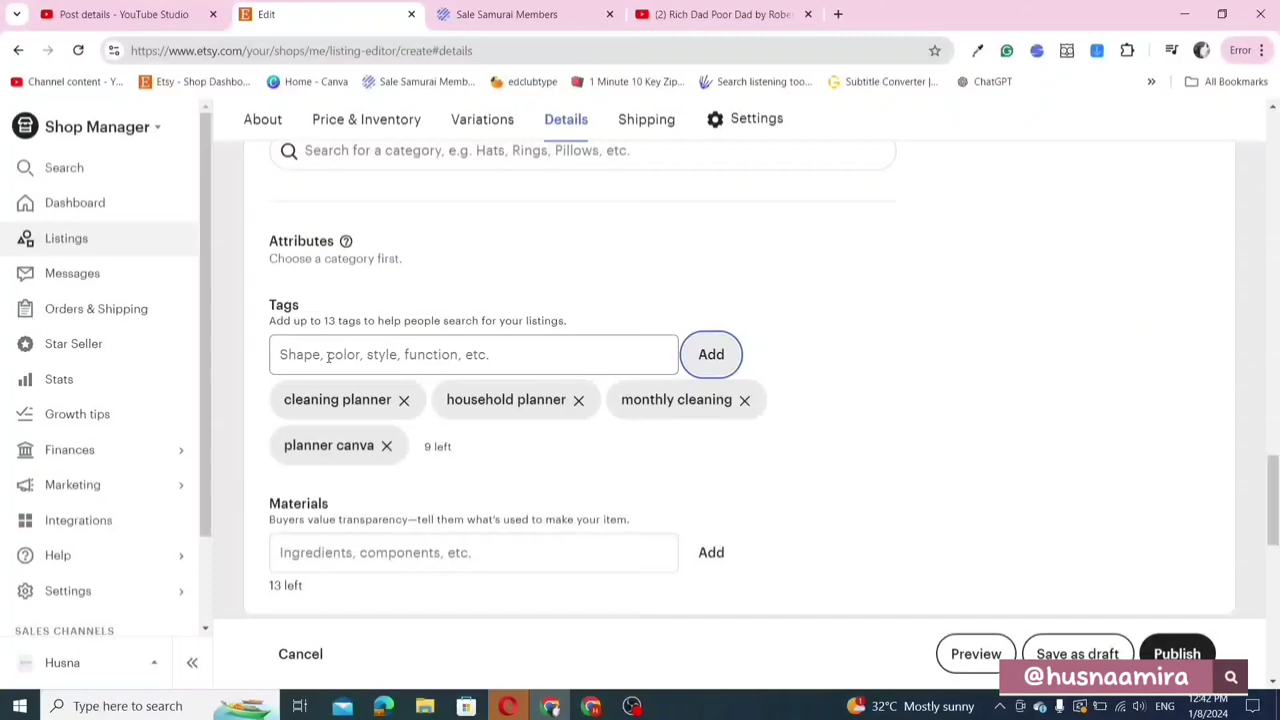 Post details - YouTube Studio
Edit
Sale Samurai Members
(2) Rich Dad Poor Dad by Rober
https://www.etsy.com/your/shops/me/listing-editor/create#details
Error
Channel content - Y...
Etsy - Shop Dashbo...
Home - Canva
Sale Samurai Memb...
edclubtype
1 Minute 10 Key Zip...
Search listening too...
Subtitle Converter |...
ChatGPT
All Bookmarks
Shop Manager
About
Price & Inventory
Variations
Details
Shipping
Settings
Search for a category, e.g. Hats, Rings, Pillows, etc.
Search
Dashboard
Listings
Messages
Orders & Shipping
Star Seller
Stats
Growth tips
Finances
Marketing
Integrations
Help
Settings
SALES CHANNELS
Husna
Attributes
Choose a category first.
Tags
Add up to 13 tags to help people search for your listings.
Shape, color, style, function, etc.
Add
cleaning planner
household planner
monthly cleaning
planner canva
9 left
Materials
Buyers value transparency—tell them what's used to make your item.
Ingredients, components, etc.
Add
13 left
Cancel
Preview
Save as draft
Publish
@husnaamira
Type here to search
32°C Mostly sunny
ENG
12:42 PM
1/8/2024